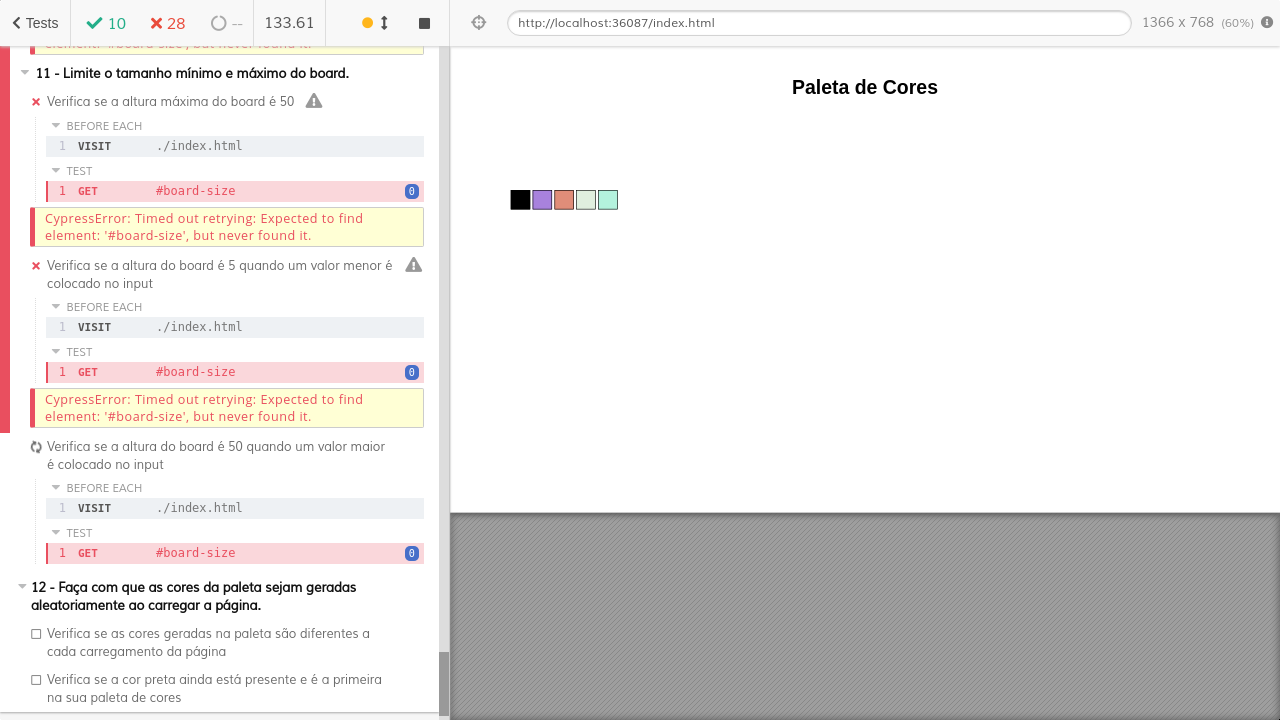 Tests
10
28
--
133.61
http://localhost:36087/index.html
1366 x 768 (60%)
element: '#board-size', but never found it.
11 - Limite o tamanho mínimo e máximo do board.
Verifica se a altura máxima do board é 50
BEFORE EACH
1 VISIT ./index.html
TEST
1 GET #board-size 0
CypressError: Timed out retrying: Expected to find
element: '#board-size', but never found it.
Verifica se a altura do board é 5 quando um valor menor é
colocado no input
BEFORE EACH
1 VISIT ./index.html
TEST
1 GET #board-size 0
CypressError: Timed out retrying: Expected to find
element: '#board-size', but never found it.
Verifica se a altura do board é 50 quando um valor maior
é colocado no input
BEFORE EACH
1 VISIT ./index.html
TEST
1 GET #board-size 0
12 - Faça com que as cores da paleta sejam geradas
aleatoriamente ao carregar a página.
Verifica se as cores geradas na paleta são diferentes a
cada carregamento da página
Verifica se a cor preta ainda está presente e é a primeira
na sua paleta de cores
Paleta de Cores